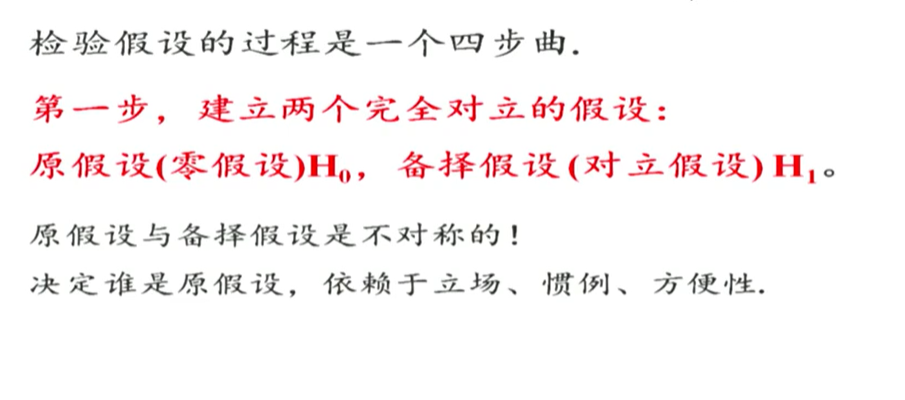 检验假设的过程是一个四步曲.
第一步，建立两个完全对立的假设：
原假设(零假设)H₀，备择假设(对立假设)H₁。
原假设与备择假设是不对称的！
决定谁是原假设，依赖于立场、惯例、方便性.